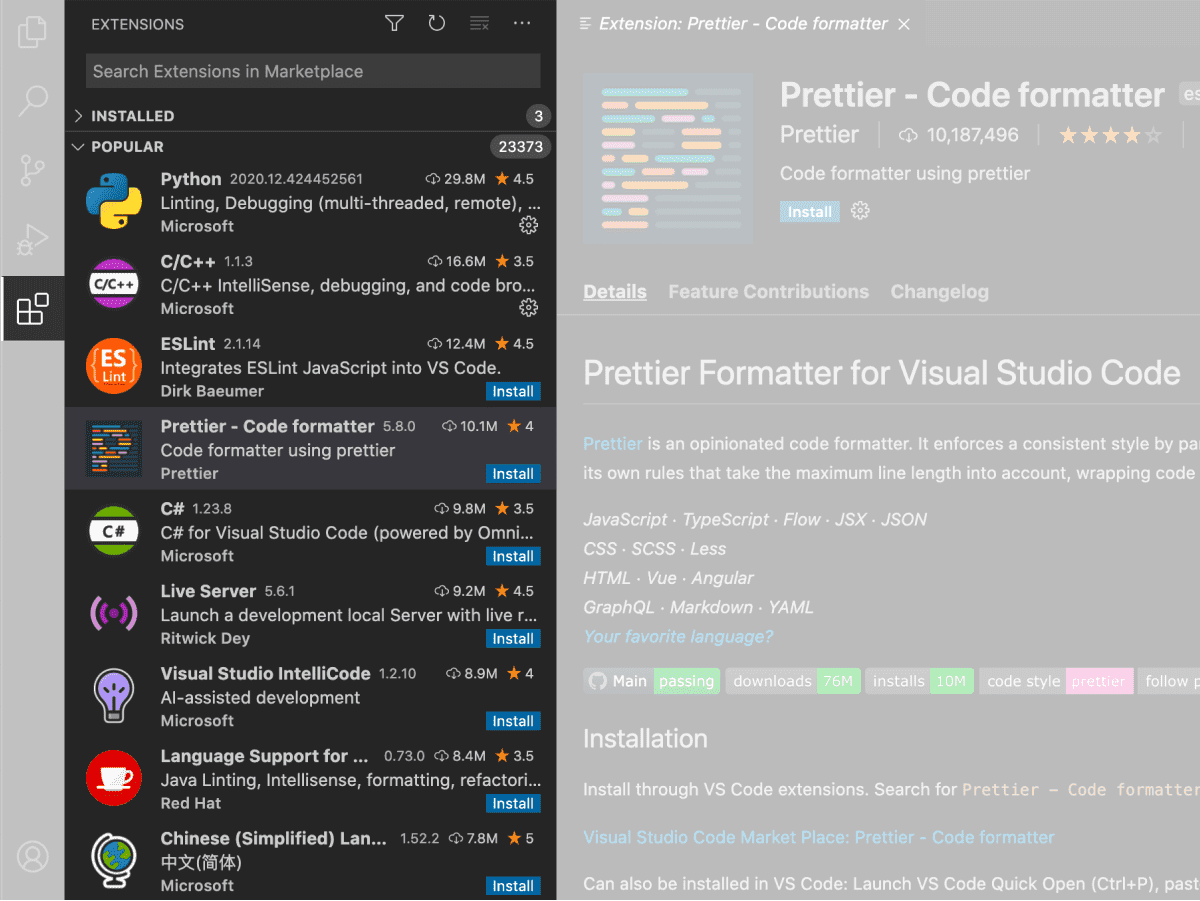 EXTENSIONS
Search Extensions in Marketplace
INSTALLED 3
POPULAR 23373
Python 2020.12.424452561 29.8M 4.5
Linting, Debugging (multi-threaded, remote), ...
Microsoft
C/C++
C/C++ 1.1.3 16.6M 3.5
C/C++ IntelliSense, debugging, and code bro...
Microsoft
ES
Lint
ESLint 2.1.14 12.4M 4.5
Integrates ESLint JavaScript into VS Code.
Dirk Baeumer Install
Prettier - Code formatter 5.8.0 10.1M 4
Code formatter using prettier
Prettier Install
C#
C# 1.23.8 9.8M 3.5
C# for Visual Studio Code (powered by Omni...
Microsoft Install
Live Server 5.6.1 9.2M 4.5
Launch a development local Server with live r...
Ritwick Dey Install
Visual Studio IntelliCode 1.2.10 8.9M 4
AI-assisted development
Microsoft Install
Language Support for ... 0.73.0 8.4M 3.5
Java Linting, Intellisense, formatting, refactori...
Red Hat Install
Chinese (Simplified) Lan... 1.52.2 7.8M 5
中文(简体)
Microsoft Install
Extension: Prettier - Code formatter
Prettier - Code formatter es
Prettier 10,187,496
Code formatter using prettier
Install
Details Feature Contributions Changelog
Prettier Formatter for Visual Studio Code
Prettier is an opinionated code formatter. It enforces a consistent style by pa
its own rules that take the maximum line length into account, wrapping code
JavaScript · TypeScript · Flow · JSX · JSON
CSS · SCSS · Less
HTML · Vue · Angular
GraphQL · Markdown · YAML
Your favorite language?
Main passing downloads 76M installs 10M code style prettier follow p
Installation
Install through VS Code extensions. Search for Prettier - Code formatter
Visual Studio Code Market Place: Prettier - Code formatter
Can also be installed in VS Code: Launch VS Code Quick Open (Ctrl+P), past